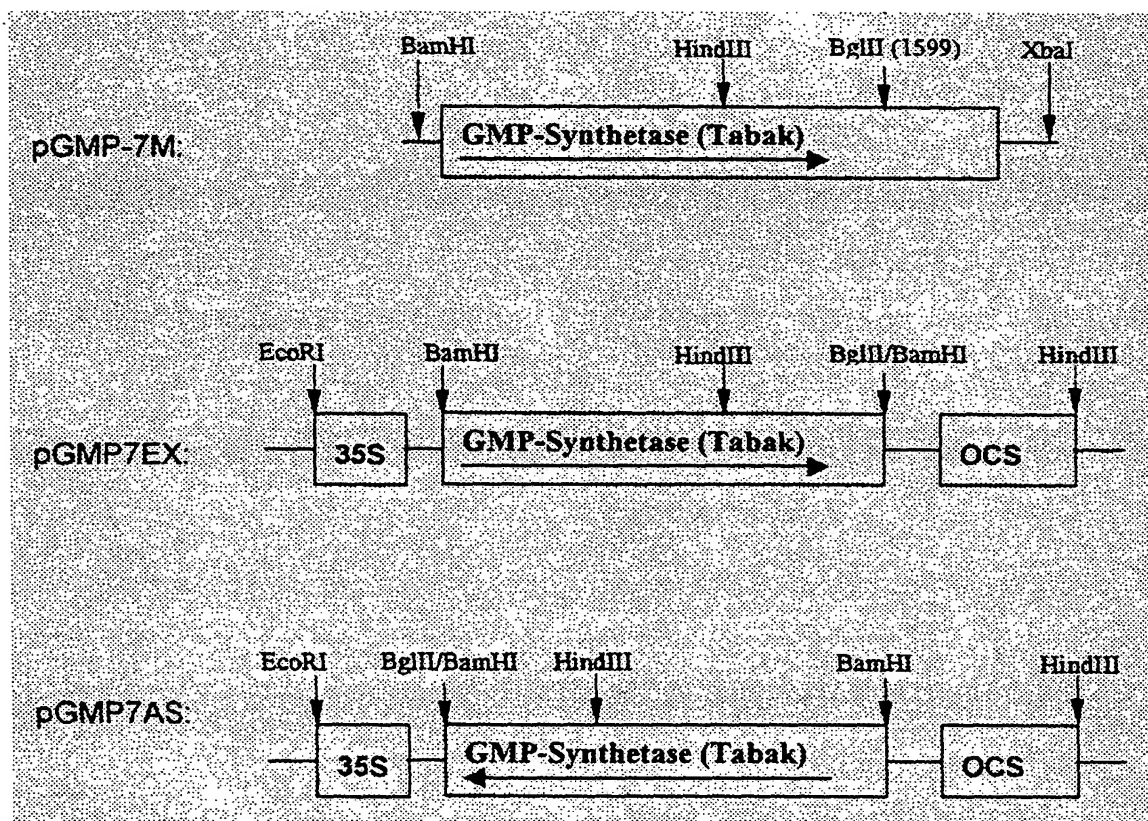 BamHI HindIII BglII (1599) XbaI
pGMP-7M:
GMP-Synthetase (Tabak)
EcoRI BamHI HindIII BglII/BamHI HindIII
pGMP7EX:
35S GMP-Synthetase (Tabak) OCS
EcoRI BglII/BamHI HindIII BamHI HindIII
pGMP7AS:
35S GMP-Synthetase (Tabak) OCS